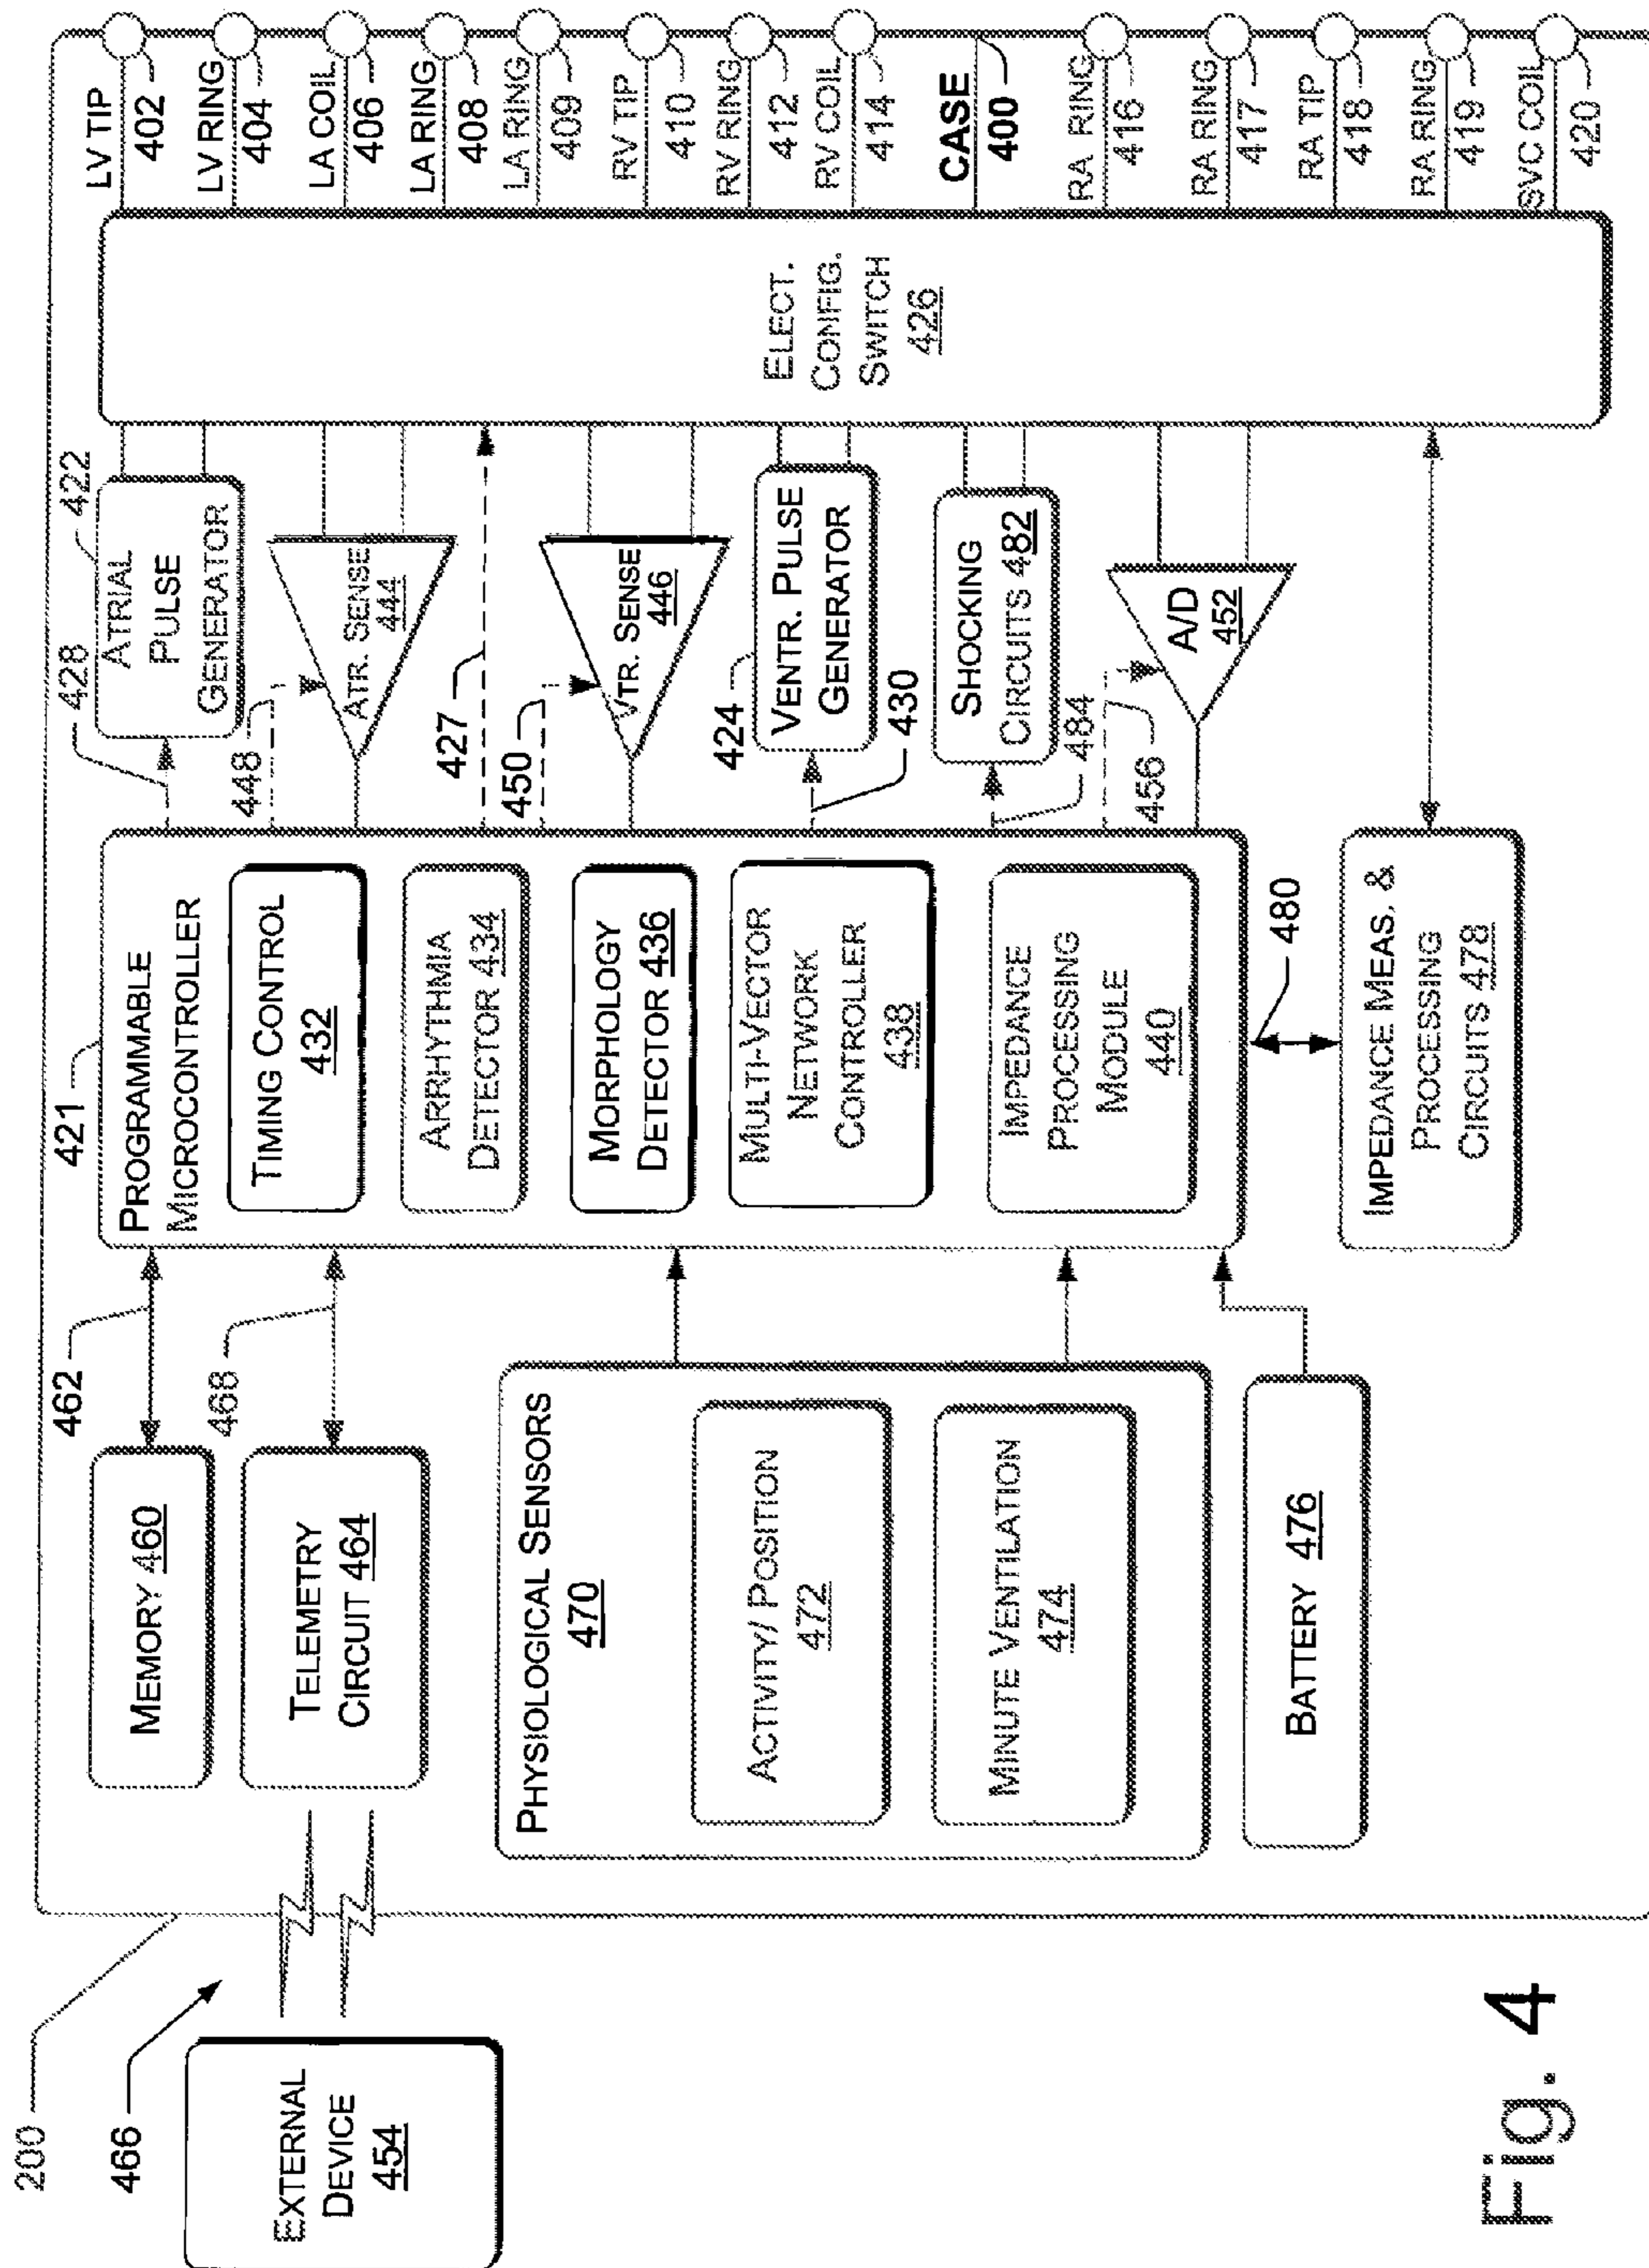 200
466
EXTERNAL
DEVICE
454
462
468
MEMORY 460
TELEMETRY
CIRCUIT 464
PHYSIOLOGICAL SENSORS
470
ACTIVITY/ POSITION
472
MINUTE VENTILATION
474
BATTERY 476
421
PROGRAMMABLE
MICROCONTROLLER
TIMING CONTROL
432
ARRHYTHMIA
DETECTOR 434
MORPHOLOGY
DETECTOR 436
MULTI-VECTOR
NETWORK
CONTROLLER
438
IMPEDANCE
PROCESSING
MODULE
440
480
IMPEDANCE MEAS. &
PROCESSING
CIRCUITS 478
428
422
ATRIAL
PULSE
GENERATOR
448
ATR. SENSE
444
427
450
VTR. SENSE
446
424
VENTR. PULSE
GENERATOR
430
SHOCKING
CIRCUITS 482
484
456
A/D
452
ELECT.
CONFIG.
SWITCH
426
LV TIP
402
LV RING
404
LA COIL
406
LA RING
408
LA RING
409
RV TIP
410
RV RING
412
RV COIL
414
CASE
400
RA RING
416
RA RING
417
RA TIP
418
RA RING
419
SVC COIL
420
Fig. 4